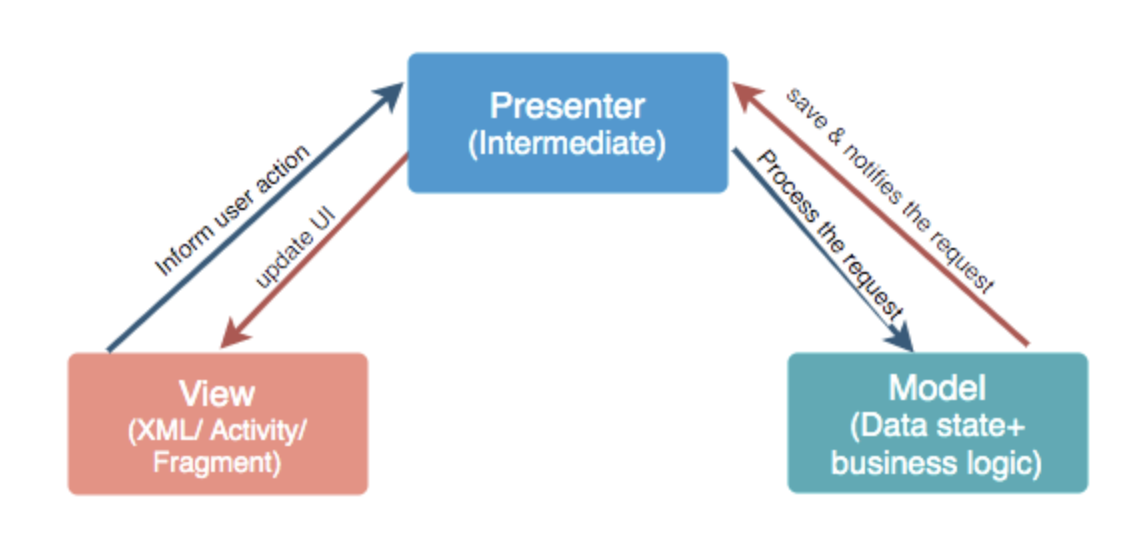 Presenter
(Intermediate)
Inform user action
update UI
Process the request
save & notifies the request
View
(XML/ Activity/
Fragment)
Model
(Data state+
business logic)